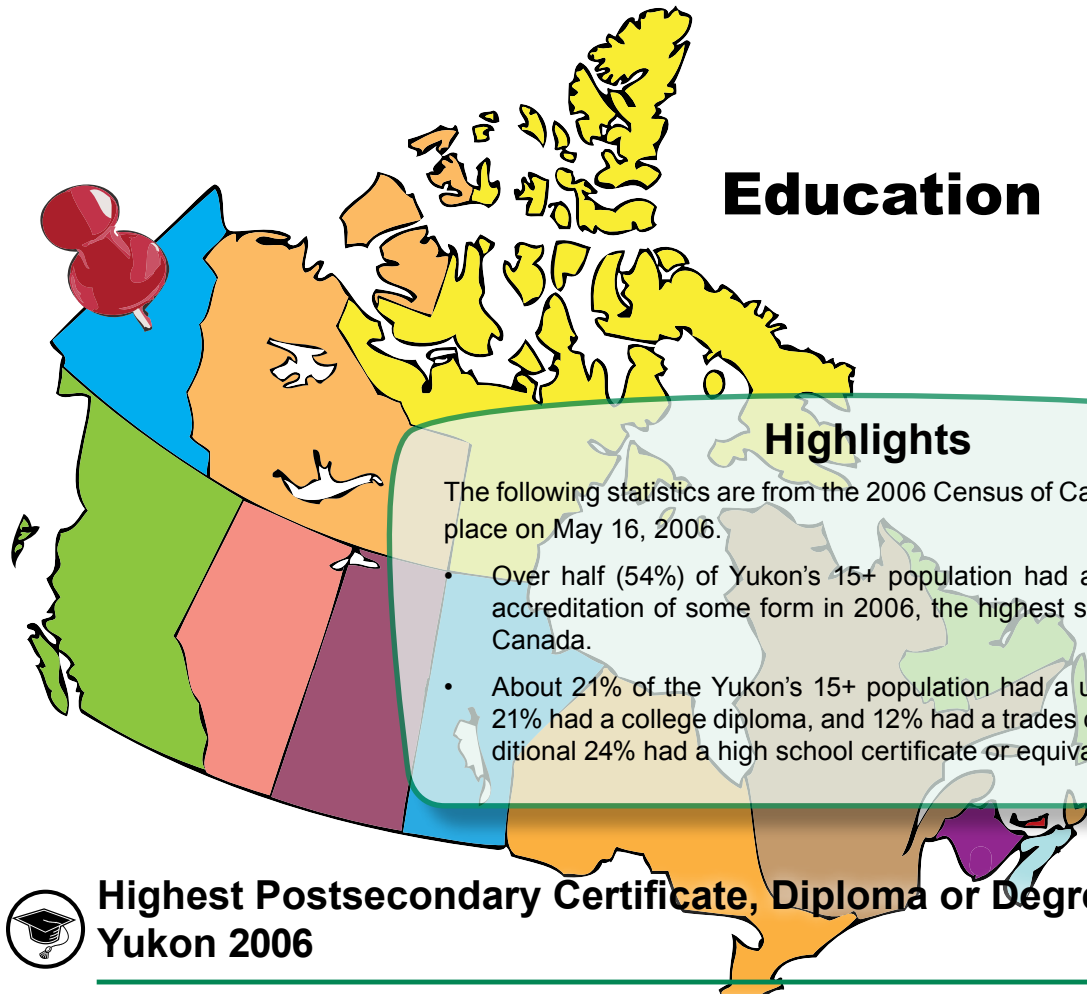 Education
Highlights
The following statistics are from the 2006 Census of Ca
place on May 16, 2006.
• Over half (54%) of Yukon's 15+ population had a
accreditation of some form in 2006, the highest s
Canada.
• About 21% of the Yukon's 15+ population had a u
21% had a college diploma, and 12% had a trades
ditional 24% had a high school certificate or equiva
Highest Postsecondary Certificate, Diploma or Degre
Yukon 2006